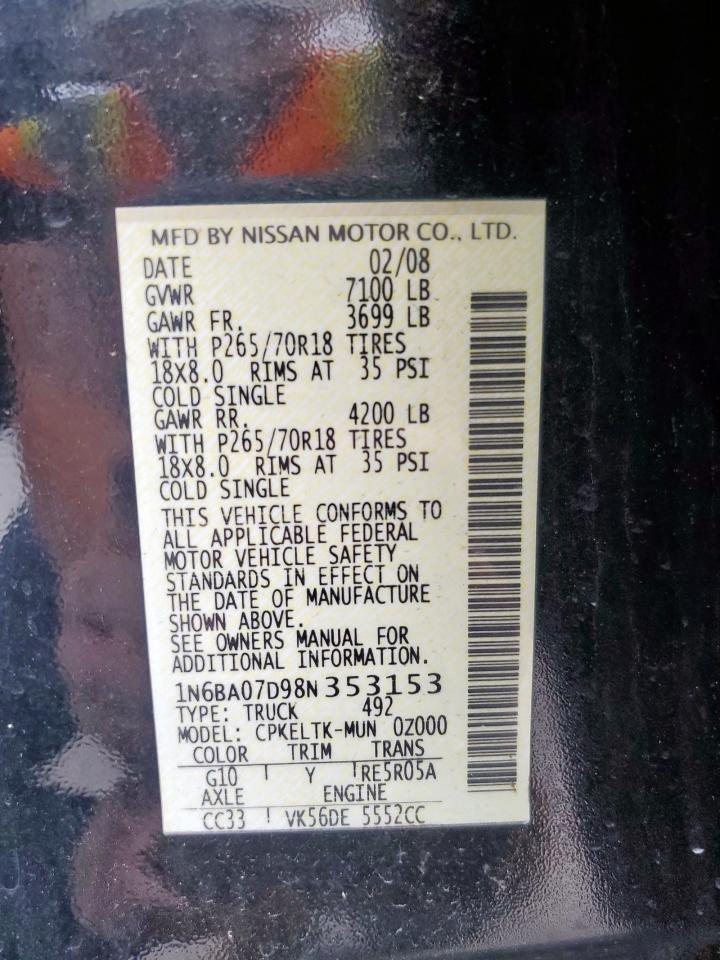 MFD BY NISSAN MOTOR CO., LTD.
DATE 02/08
GVWR 7100 LB
GAWR FR. 3699 LB
WITH P265/70R18 TIRES
18X8.0 RIMS AT 35 PSI
COLD SINGLE
GAWR RR. 4200 LB
WITH P265/70R18 TIRES
18X8.0 RIMS AT 35 PSI
COLD SINGLE
THIS VEHICLE CONFORMS TO
ALL APPLICABLE FEDERAL
MOTOR VEHICLE SAFETY
STANDARDS IN EFFECT ON
THE DATE OF MANUFACTURE
SHOWN ABOVE.
SEE OWNERS MANUAL FOR
ADDITIONAL INFORMATION.
1N6BA07D98N353153
TYPE: TRUCK 492
MODEL: CPKELTK-MUN 0Z000
COLOR TRIM TRANS
G10 Y RE5R05A
AXLE ENGINE
CC33 VK56DE 5552CC